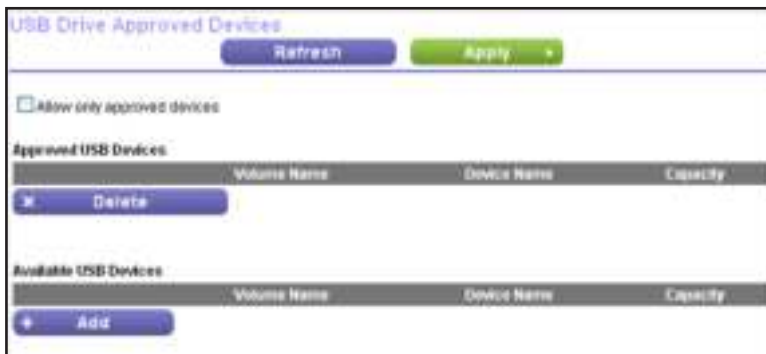 USB Drive Approved Devices
Refresh Apply
Allow only approved devices
Approved USB Devices
Volume Name Device Name Capacity
Delete
Available USB Devices
Volume Name Device Name Capacity
Add